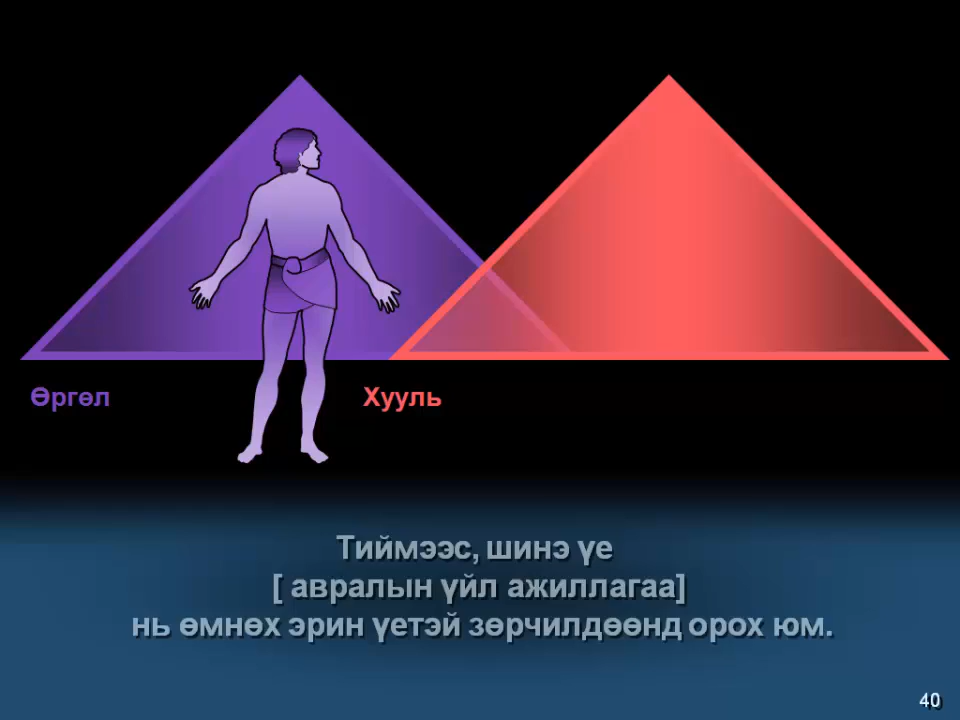 Өргөл
Хууль
Тиймээс, шинэ үе
[ авралын үйл ажиллагаа]
нь өмнөх эрин үетэй зөрчилдөөнд орох юм.
40